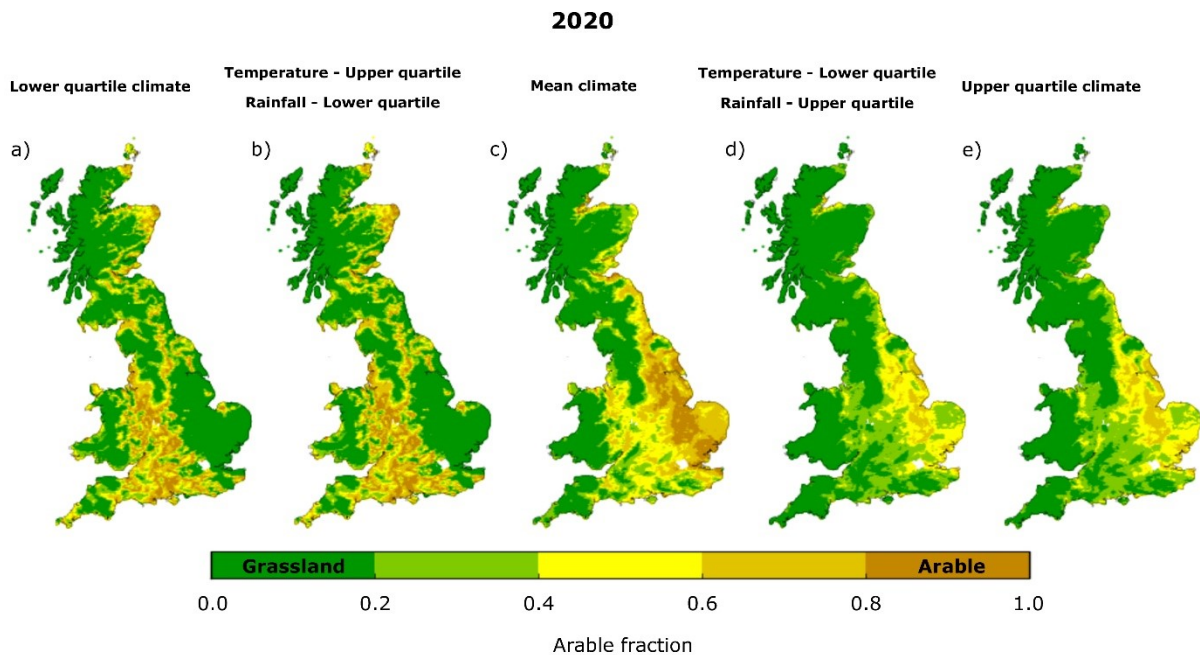 2020
Lower quartile climate
Temperature - Upper quartile
Rainfall - Lower quartile
Mean climate
Temperature - Lower quartile
Rainfall - Upper quartile
Upper quartile climate
a)
b)
c)
d)
e)
Grassland
Arable
0.0
0.2
0.4
0.6
0.8
1.0
Arable fraction